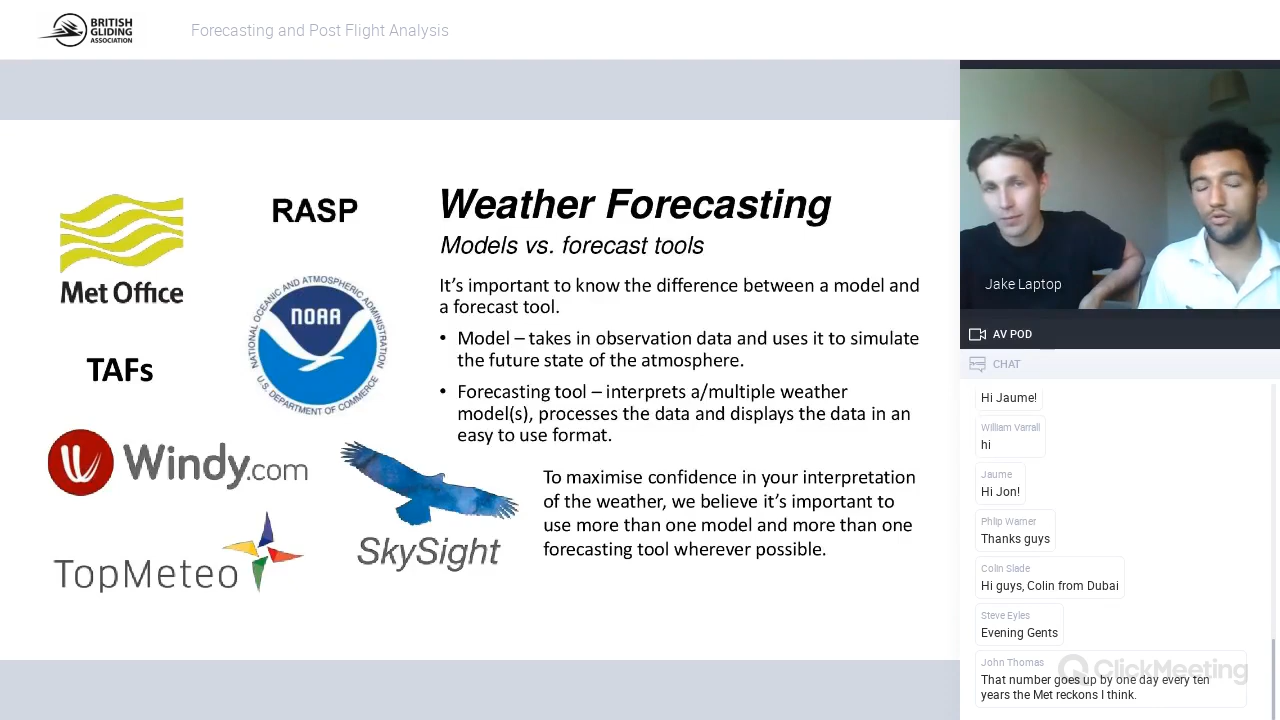 BRITISH
GLIDING
ASSOCIATION
Forecasting and Post Flight Analysis
Met Office
RASP
NATIONAL OCEANIC AND ATMOSPHERIC ADMINISTRATION
NOAA
U.S. DEPARTMENT OF COMMERCE
TAFs
Windy.com
SkySight
TopMeteo
Weather Forecasting
Models vs. forecast tools
It's important to know the difference between a model and
a forecast tool.
• Model – takes in observation data and uses it to simulate
the future state of the atmosphere.
• Forecasting tool – interprets a/multiple weather
model(s), processes the data and displays the data in an
easy to use format.
To maximise confidence in your interpretation
of the weather, we believe it's important to
use more than one model and more than one
forecasting tool wherever possible.
Jake Laptop
AV POD
CHAT
Hi Jaume!
William Varrall
hi
Jaume
Hi Jon!
Philp Warner
Thanks guys
Colin Slade
Hi guys, Colin from Dubai
Steve Eyles
Evening Gents
John Thomas
ClickMeeting
That number goes up by one day every ten
years the Met reckons I think.